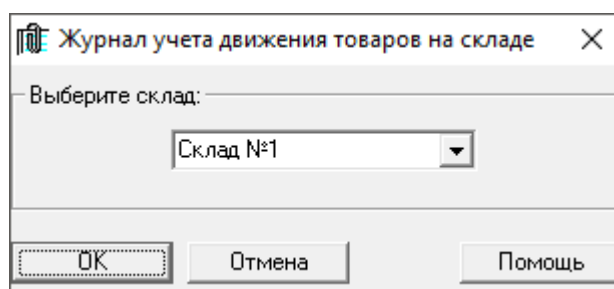 Журнал учета движения товаров на складе
Выберите склад:
Склад №1
OK
Отмена
Помощь